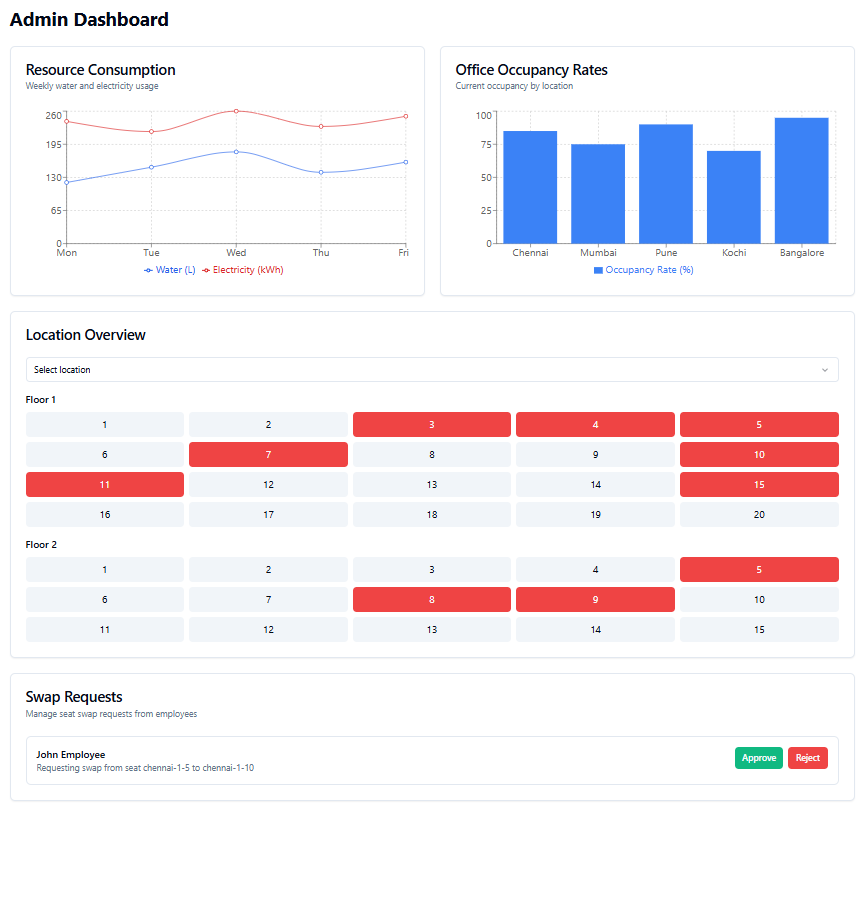 Admin Dashboard
Resource Consumption
Weekly water and electricity usage
260
195
130
65
0
Mon Tue Wed Thu Fri
Water (L) Electricity (kWh)
Office Occupancy Rates
Current occupancy by location
100
75
50
25
0
Chennai Mumbai Pune Kochi Bangalore
Occupancy Rate (%)
Location Overview
Select location
Floor 1
1 2 3 4 5
6 7 8 9 10
11 12 13 14 15
16 17 18 19 20
Floor 2
1 2 3 4 5
6 7 8 9 10
11 12 13 14 15
Swap Requests
Manage seat swap requests from employees
John Employee
Requesting swap from seat chennai-1-5 to chennai-1-10
Approve Reject